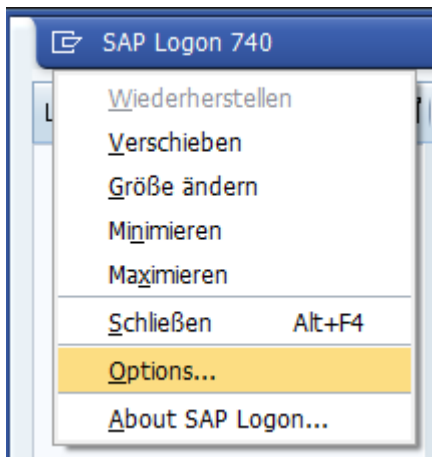 SAP Logon 740
Wiederherstellen
Verschieben
Größe ändern
Minimieren
Maximieren
Schließen Alt+F4
Options...
About SAP Logon...